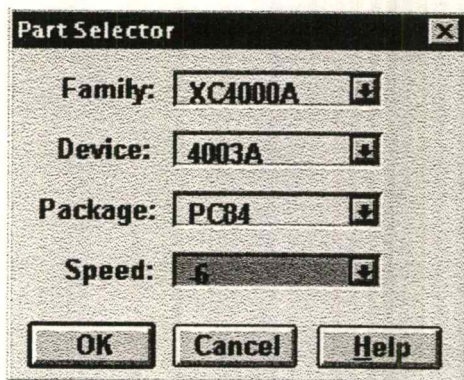 Part Selector
Family: XC4000A
Device: 4003A
Package: PC84
Speed: -6
OK Cancel Help